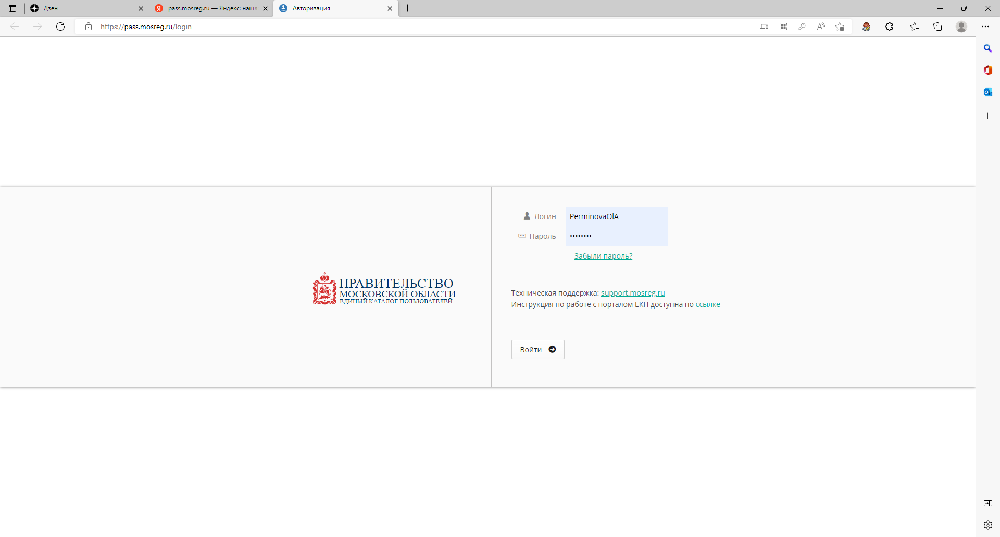 Дзен
pass.mosreg.ru — Яндекс: наш
Авторизация
https://pass.mosreg.ru/login
Логин
PerminovaOlA
Пароль
••••••••
Забыли пароль?
ПРАВИТЕЛЬСТВО
МОСКОВСКОЙ ОБЛАСТИ
ЕДИНЫЙ КАТАЛОГ ПОЛЬЗОВАТЕЛЕЙ
Техническая поддержка: support.mosreg.ru
Инструкция по работе с порталом ЕКП доступна по ссылке
Войти